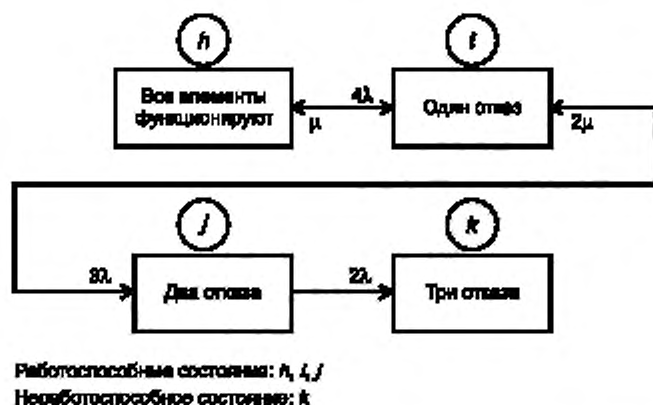 h
i
Все элементы
функционируют
4λ
μ
Один отказ
2μ
j
k
3λ
Два отказа
2λ
Три отказа
Работоспособные состояния: h, i, j
Неработоспособное состояние: k